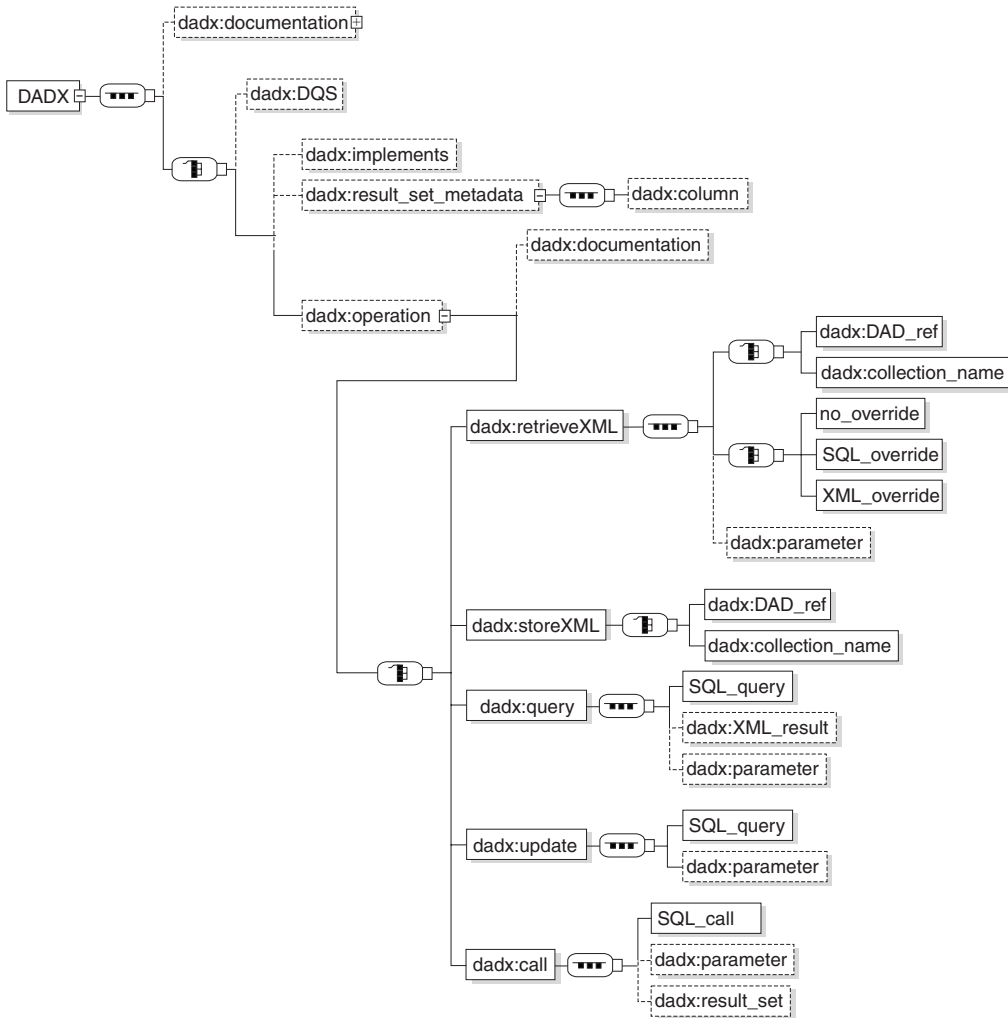 dadx:documentation
DADX
dadx:DQS
dadx:implements
dadx:result_set_metadata
dadx:column
dadx:documentation
dadx:operation
dadx:DAD_ref
dadx:collection_name
dadx:retrieveXML
no_override
SQL_override
XML_override
dadx:parameter
dadx:storeXML
dadx:DAD_ref
dadx:collection_name
dadx:query
SQL_query
dadx:XML_result
dadx:parameter
dadx:update
SQL_query
dadx:parameter
dadx:call
SQL_call
dadx:parameter
dadx:result_set